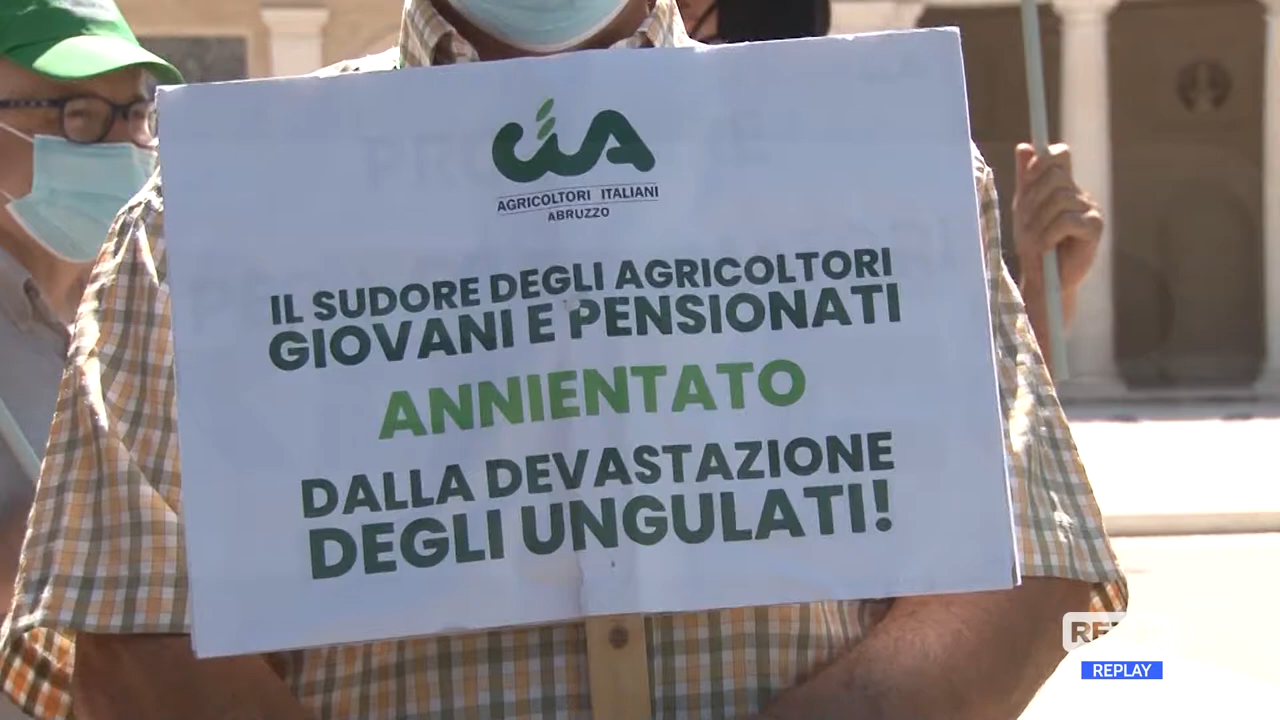 CIA
AGRICOLTORI ITALIANI
ABRUZZO
IL SUDORE DEGLI AGRICOLTORI
GIOVANI E PENSIONATI
ANNIENTATO
DALLA DEVASTAZIONE
DEGLI UNGULATI!
REPLAY